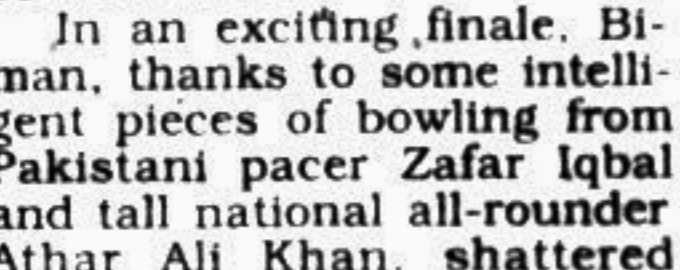 In an exciting finale, Bi-
man, thanks to some intelli-
gent pieces of bowling from
Pakistani pacer Zafar Iqbal
and tall national all-rounder
Athar Ali Khan, shattered